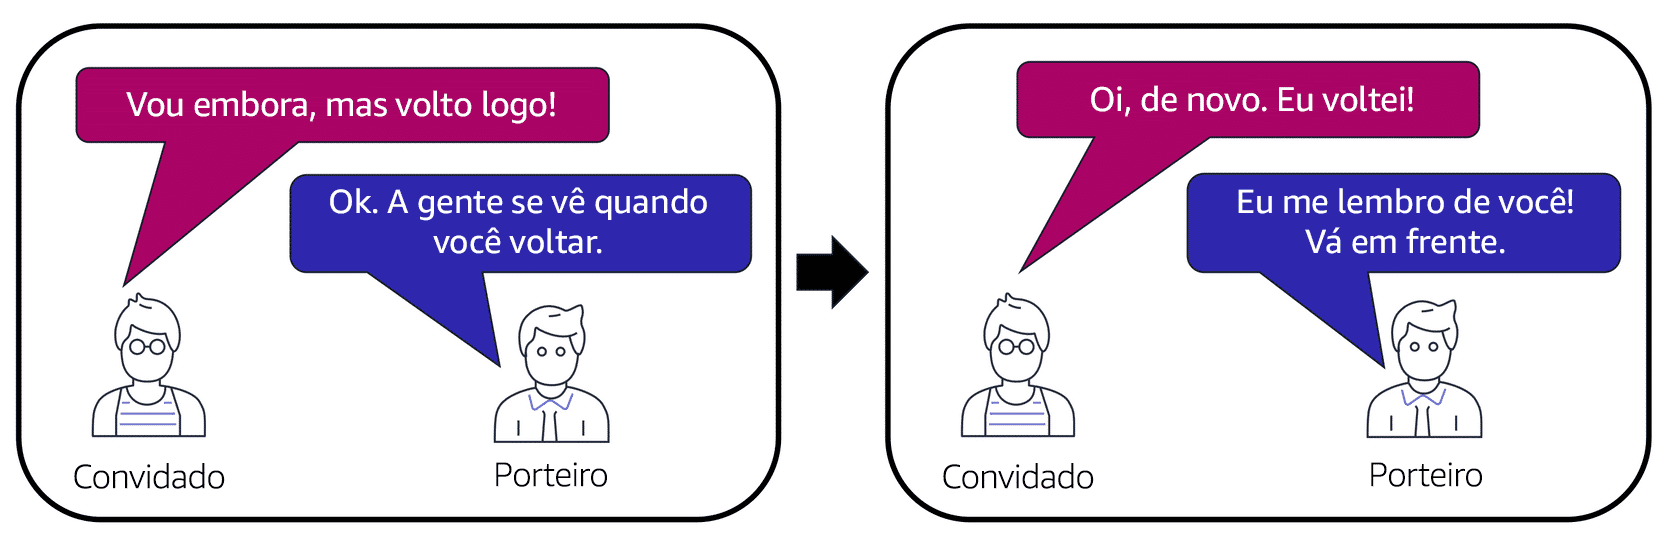 Vou embora, mas volto logo!
Ok. A gente se vê quando
você voltar.
Convidado
Porteiro
Oi, de novo. Eu voltei!
Eu me lembro de você!
Vá em frente.
Convidado
Porteiro